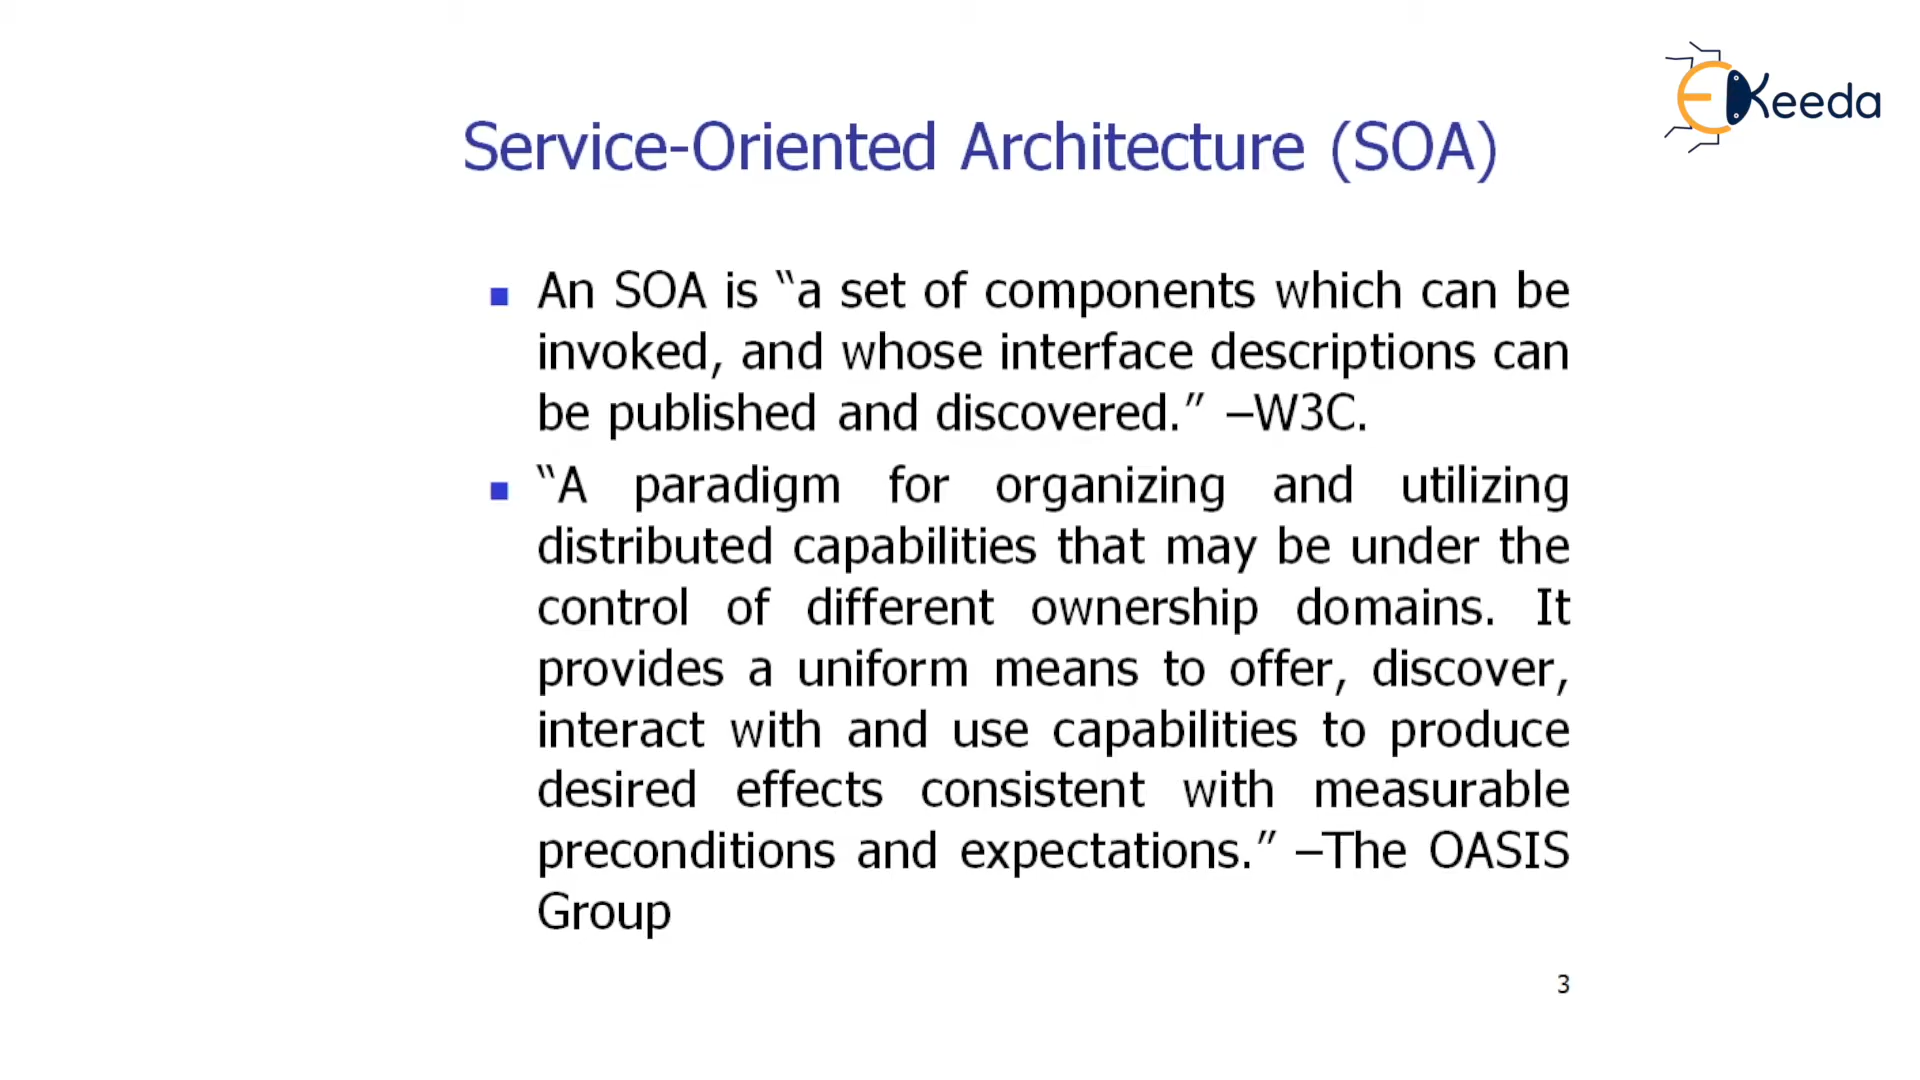 EKeeda
Service-Oriented Architecture (SOA)
▪ An SOA is “a set of components which can be
invoked, and whose interface descriptions can
be published and discovered.” –W3C.
▪ “A paradigm for organizing and utilizing
distributed capabilities that may be under the
control of different ownership domains. It
provides a uniform means to offer, discover,
interact with and use capabilities to produce
desired effects consistent with measurable
preconditions and expectations.” –The OASIS
Group
3